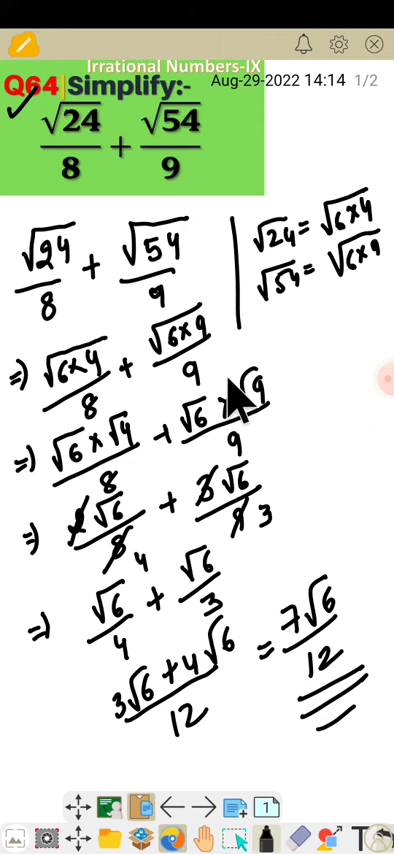 Irrational Numbers-IX
Q64|Simplify:- Aug-29-2022 14:14 1/2
√24/8 + √54/9
√24/8 + √54/9
√24 = √6×4
√54 = √6×9
⇒ √6×4/8 + √6×9/9
⇒ √6 × √4/8 + √6 × √9/9
⇒ 2√6/8 4 + 3√6/9 3
⇒ √6/4 + √6/3
3√6 + 4√6/12 = 7√6/12
1
T